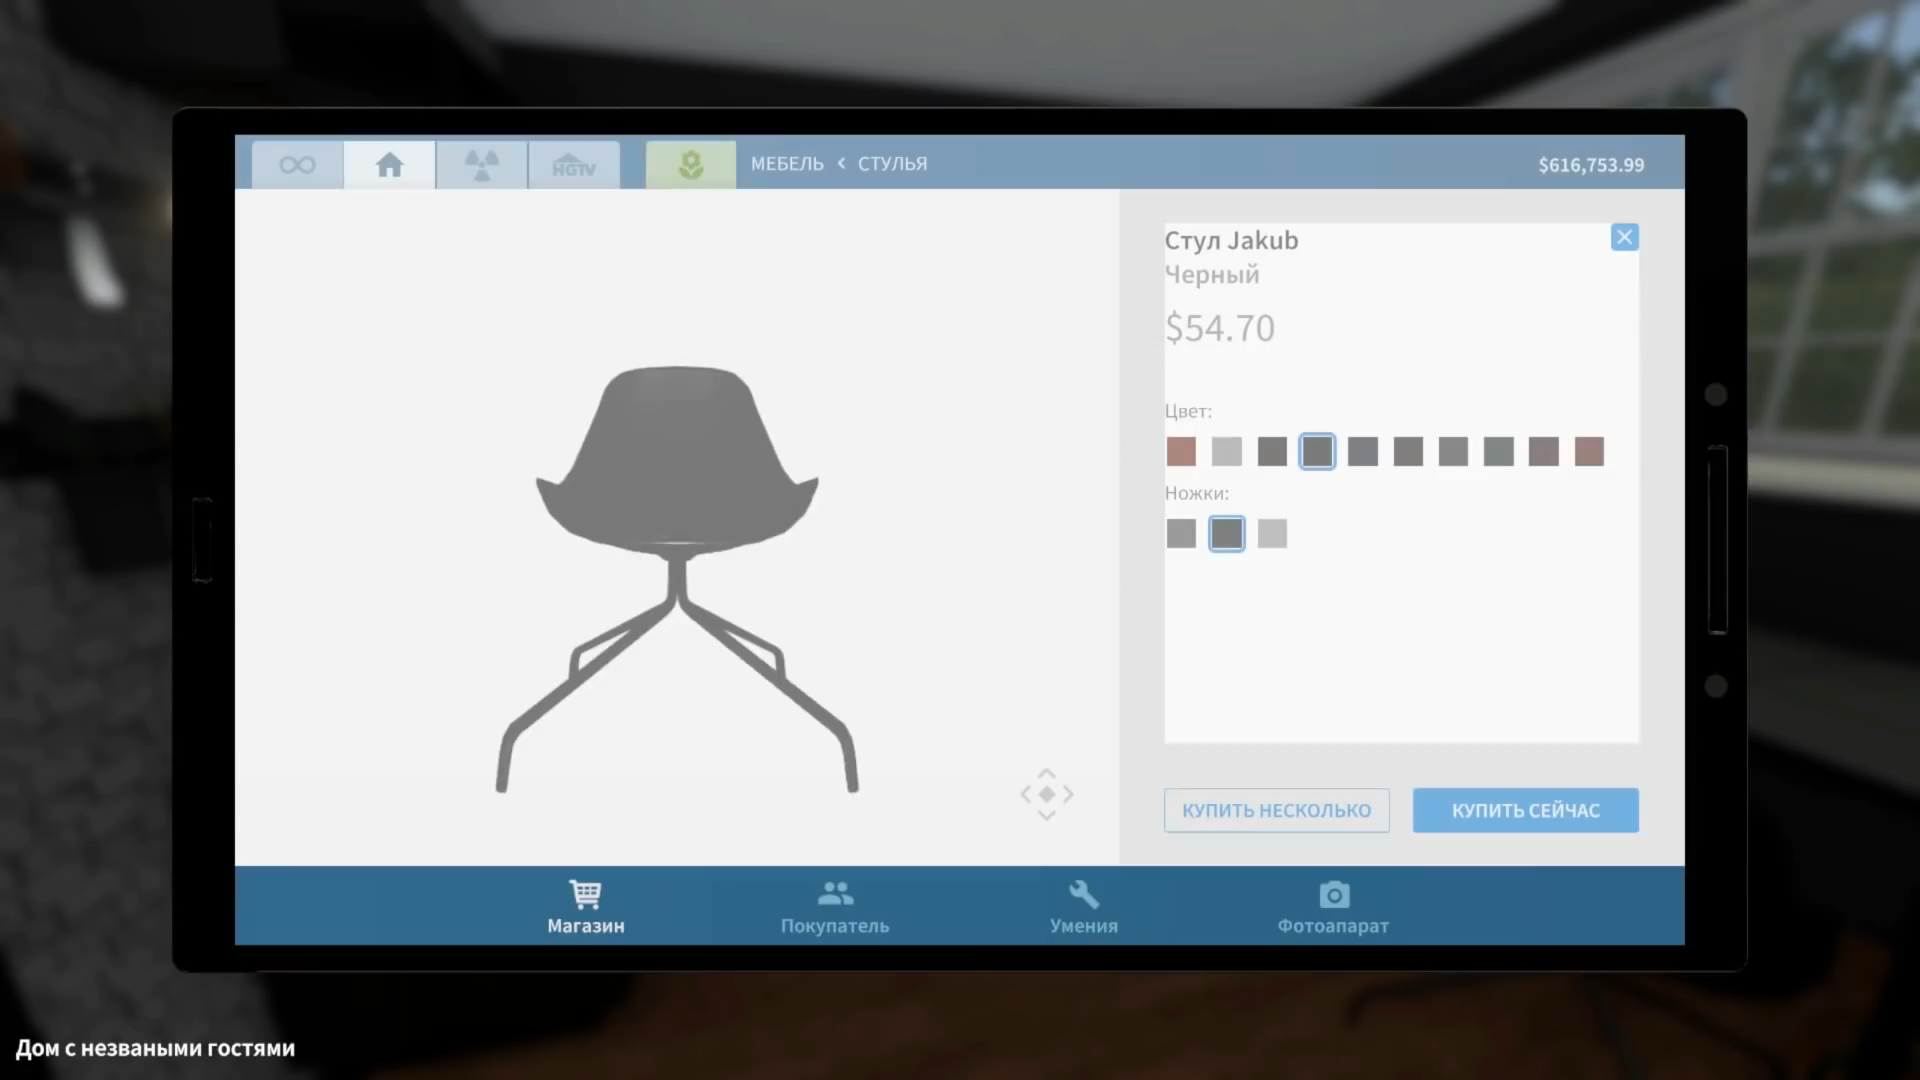 HGTV
МЕБЕЛЬ < СТУЛЬЯ
$616,753.99
Стул Jakub
Черный
$54.70
Цвет:
Ножки:
КУПИТЬ НЕСКОЛЬКО
КУПИТЬ СЕЙЧАС
Магазин
Покупатель
Умения
Фотоапарат
Дом с незваными гостями